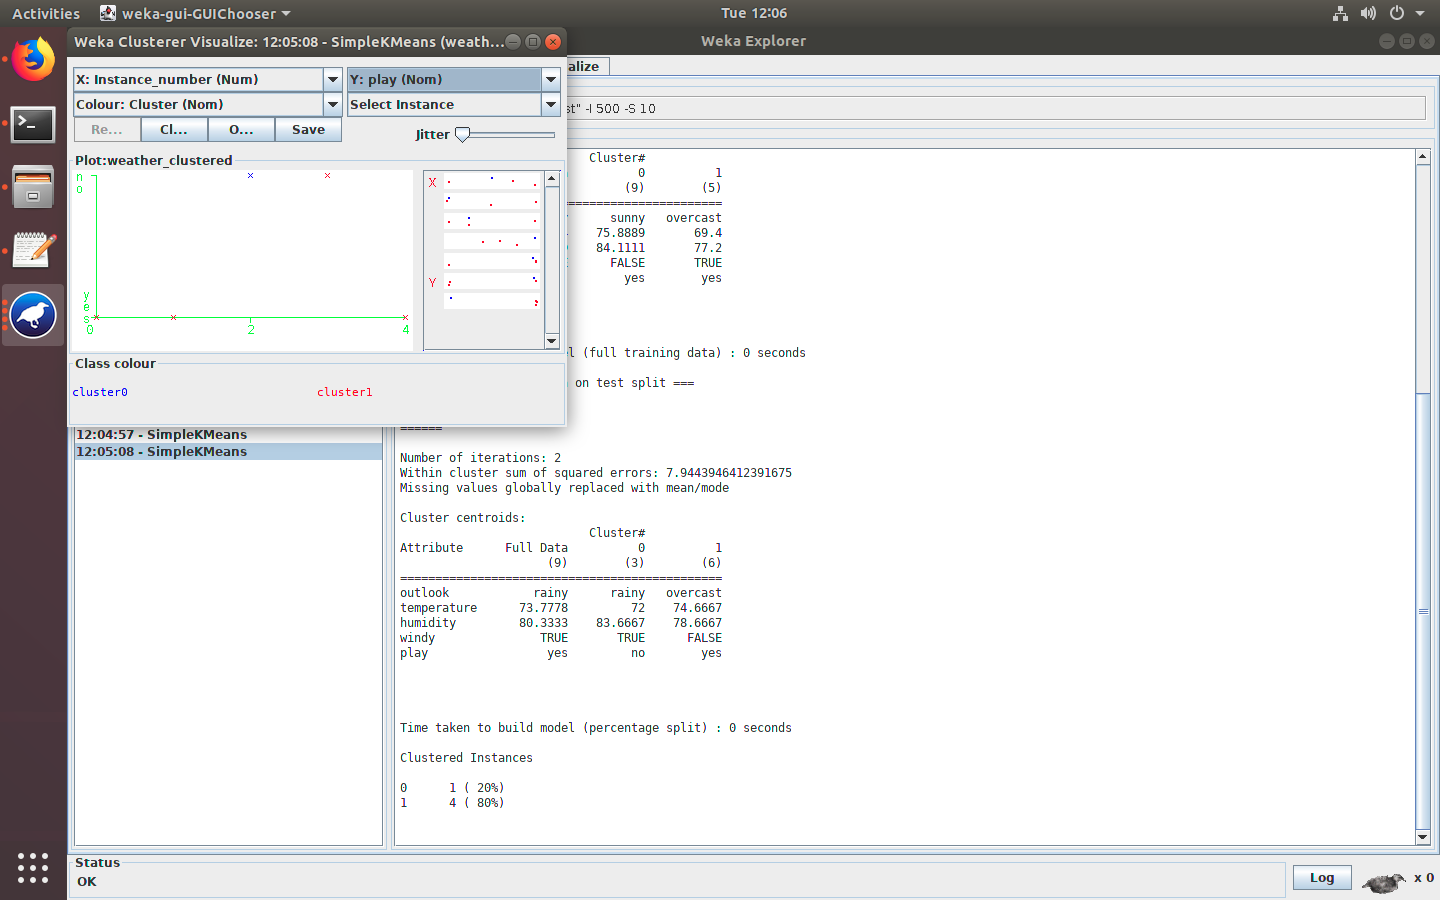 Activities
weka-gui-GUIChooser
Tue 12:06
Weka Clusterer Visualize: 12:05:08 - SimpleKMeans (weath...
Weka Explorer
X: Instance_number (Num)
Y: play (Nom)
alize
Colour: Cluster (Nom)
Select Instance
st" -I 500 -S 10
Re...
Cl...
O...
Save
Jitter
Plot:weather_clustered
no
yes
0
2
4
X
Y
Class colour
cluster0
cluster1
12:04:57 - SimpleKMeans
12:05:08 - SimpleKMeans
Cluster#
0 1
(9) (5)
==============================================
sunny overcast
75.8889 69.4
84.1111 77.2
FALSE TRUE
yes yes
l (full training data) : 0 seconds
on test split ===
======
Number of iterations: 2
Within cluster sum of squared errors: 7.9443946412391675
Missing values globally replaced with mean/mode
Cluster centroids:
Cluster#
Attribute Full Data 0 1
(9) (3) (6)
==============================================
outlook rainy rainy overcast
temperature 73.7778 72 74.6667
humidity 80.3333 83.6667 78.6667
windy TRUE TRUE FALSE
play yes no yes
Time taken to build model (percentage split) : 0 seconds
Clustered Instances
0 1 ( 20%)
1 4 ( 80%)
Status
OK
Log
x 0